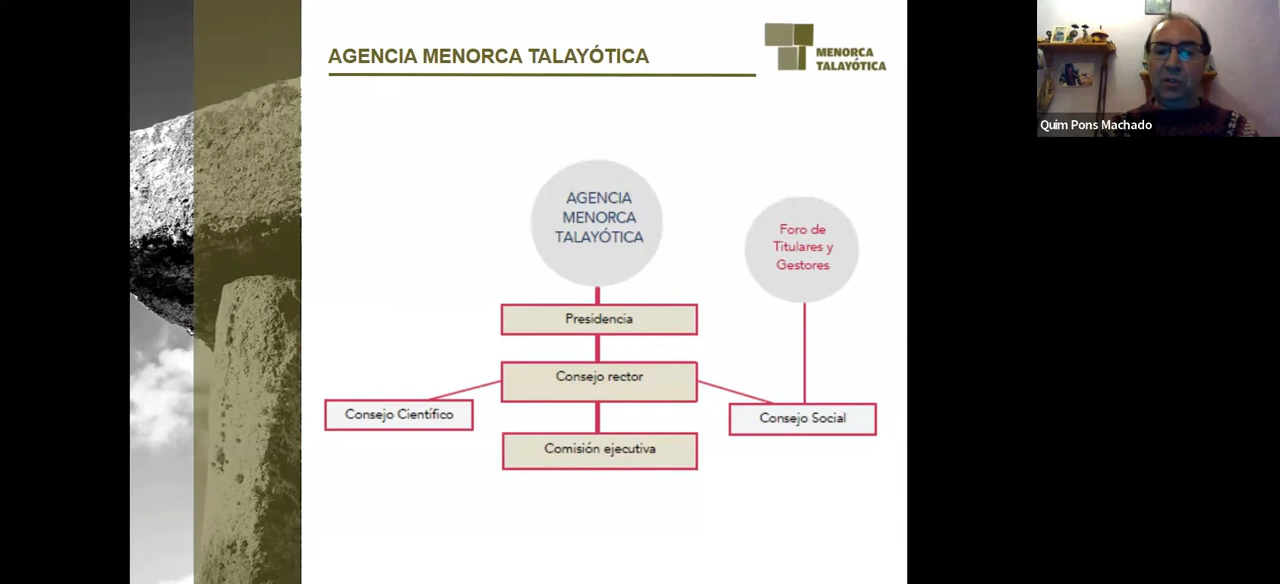 AGENCIA MENORCA TALAYÓTICA
MENORCA
TALAYÓTICA
Quim Pons Machado
AGENCIA
MENORCA
TALAYÓTICA
Foro de
Titulares y
Gestores
Presidencia
Consejo rector
Consejo Científico
Consejo Social
Comisión ejecutiva